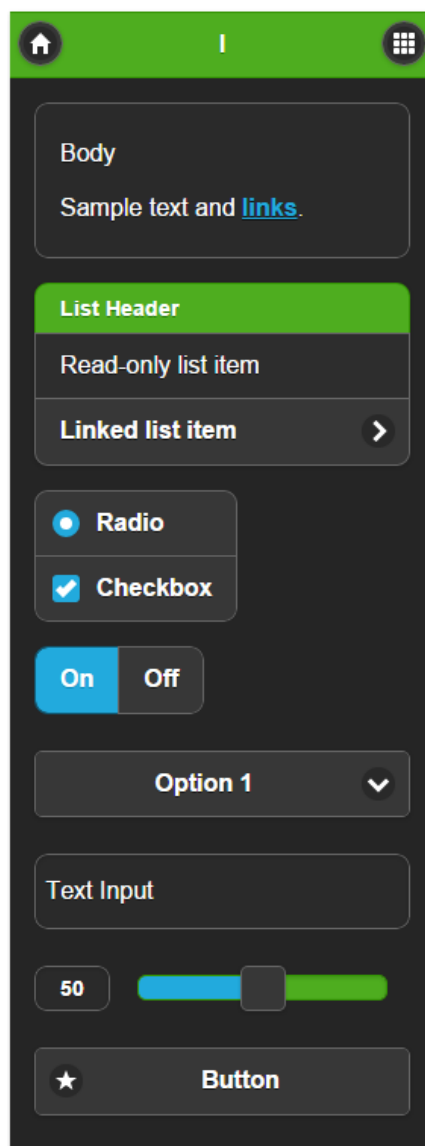 I
Body
Sample text and links.
List Header
Read-only list item
Linked list item
Radio
Checkbox
On Off
Option 1
Text Input
50
Button